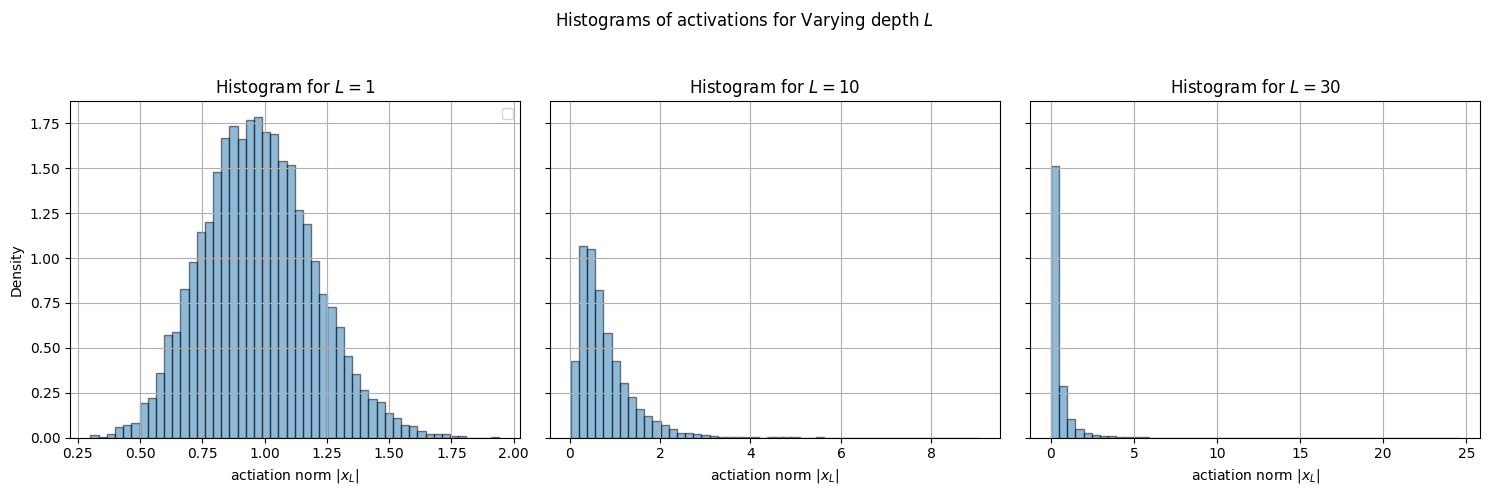 Histograms of activations for Varying depth L
Histogram for L = 1
1.75
1.50
1.25
1.00
0.75
0.50
0.25
0.00
Density
0.25 0.50 0.75 1.00 1.25 1.50 1.75 2.00
actiation norm |x_L|
Histogram for L = 10
0 2 4 6 8
actiation norm |x_L|
Histogram for L = 30
0 5 10 15 20 25
actiation norm |x_L|